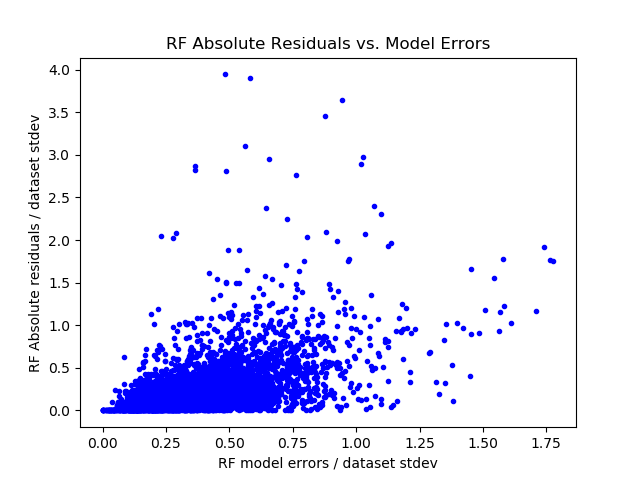 RF Absolute Residuals vs. Model Errors
RF Absolute residuals / dataset stdev
4.0
3.5
3.0
2.5
2.0
1.5
1.0
0.5
0.0
0.00 0.25 0.50 0.75 1.00 1.25 1.50 1.75
RF model errors / dataset stdev